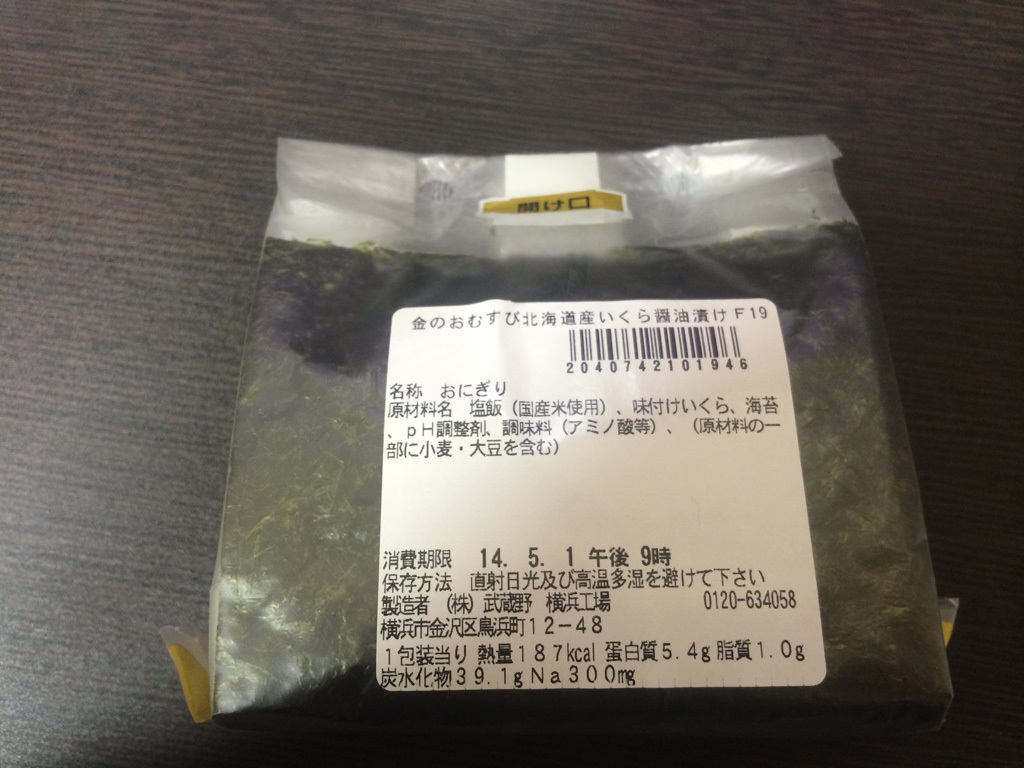 開け口
金のおむすび北海道産いくら醤油漬け F19
2040742101946
名称 おにぎり
原材料名 塩飯（国産米使用）、味付けいくら、海苔
、pH調整剤、調味料（アミノ酸等）、（原材料の一
部に小麦・大豆を含む）
消費期限 14. 5. 1 午後 9時
保存方法 直射日光及び高温多湿を避けて下さい
製造者 （株）武蔵野 横浜工場 0120-634058
横浜市金沢区鳥浜町12-48
1包装当り 熱量187kcal 蛋白質5.4g 脂質1.0g
炭水化物39.1g Na300mg